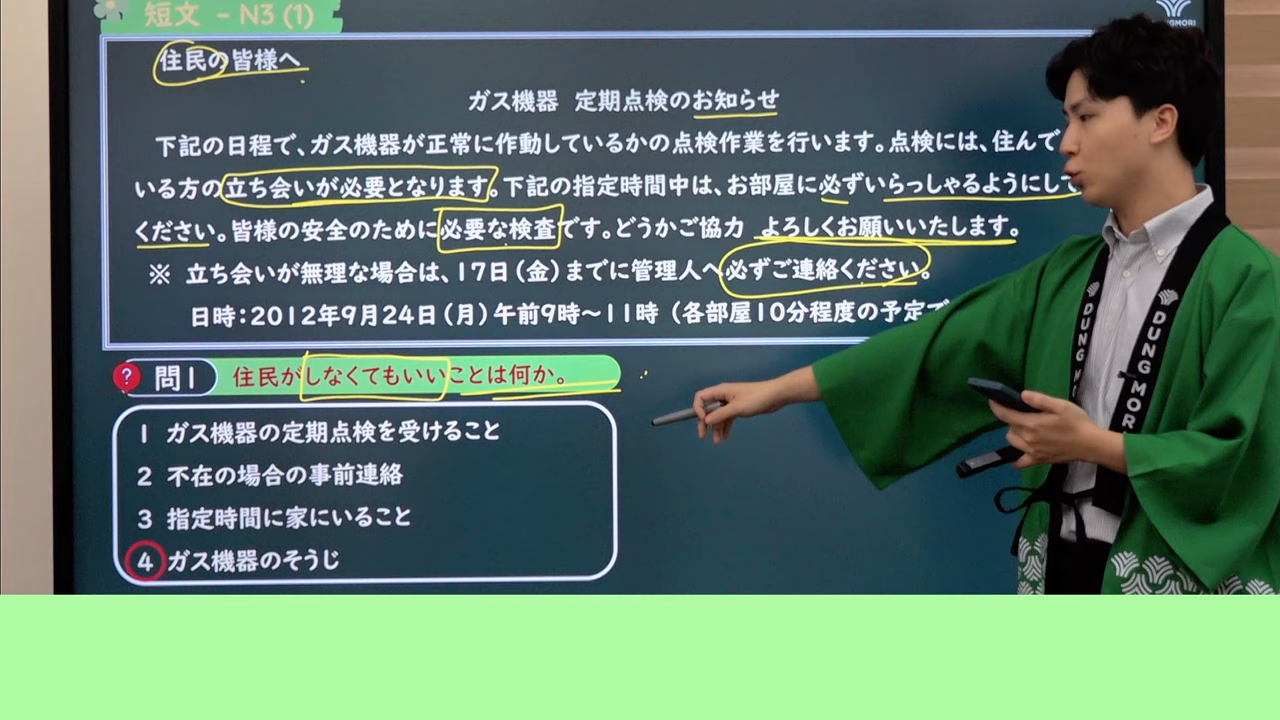 短文 - N3 (1)
住民の皆様へ
ガス機器 定期点検のお知らせ
下記の日程で、ガス機器が正常に作動しているかの点検作業を行います。点検には、住んで
いる方の立ち会いが必要となります。下記の指定時間中は、お部屋に必ずいらっしゃるようにして
ください。皆様の安全のために必要な検査です。どうかご協力 よろしくお願いいたします。
※ 立ち会いが無理な場合は、17日(金)までに管理人へ必ずご連絡ください。
日時:2012年9月24日(月)午前9時~11時 (各部屋10分程度の予定で
? 問1 住民がしなくてもいいことは何か。
1 ガス機器の定期点検を受けること
2 不在の場合の事前連絡
3 指定時間に家にいること
4 ガス機器のそうじ
DUNGMORI
DUNG MOR